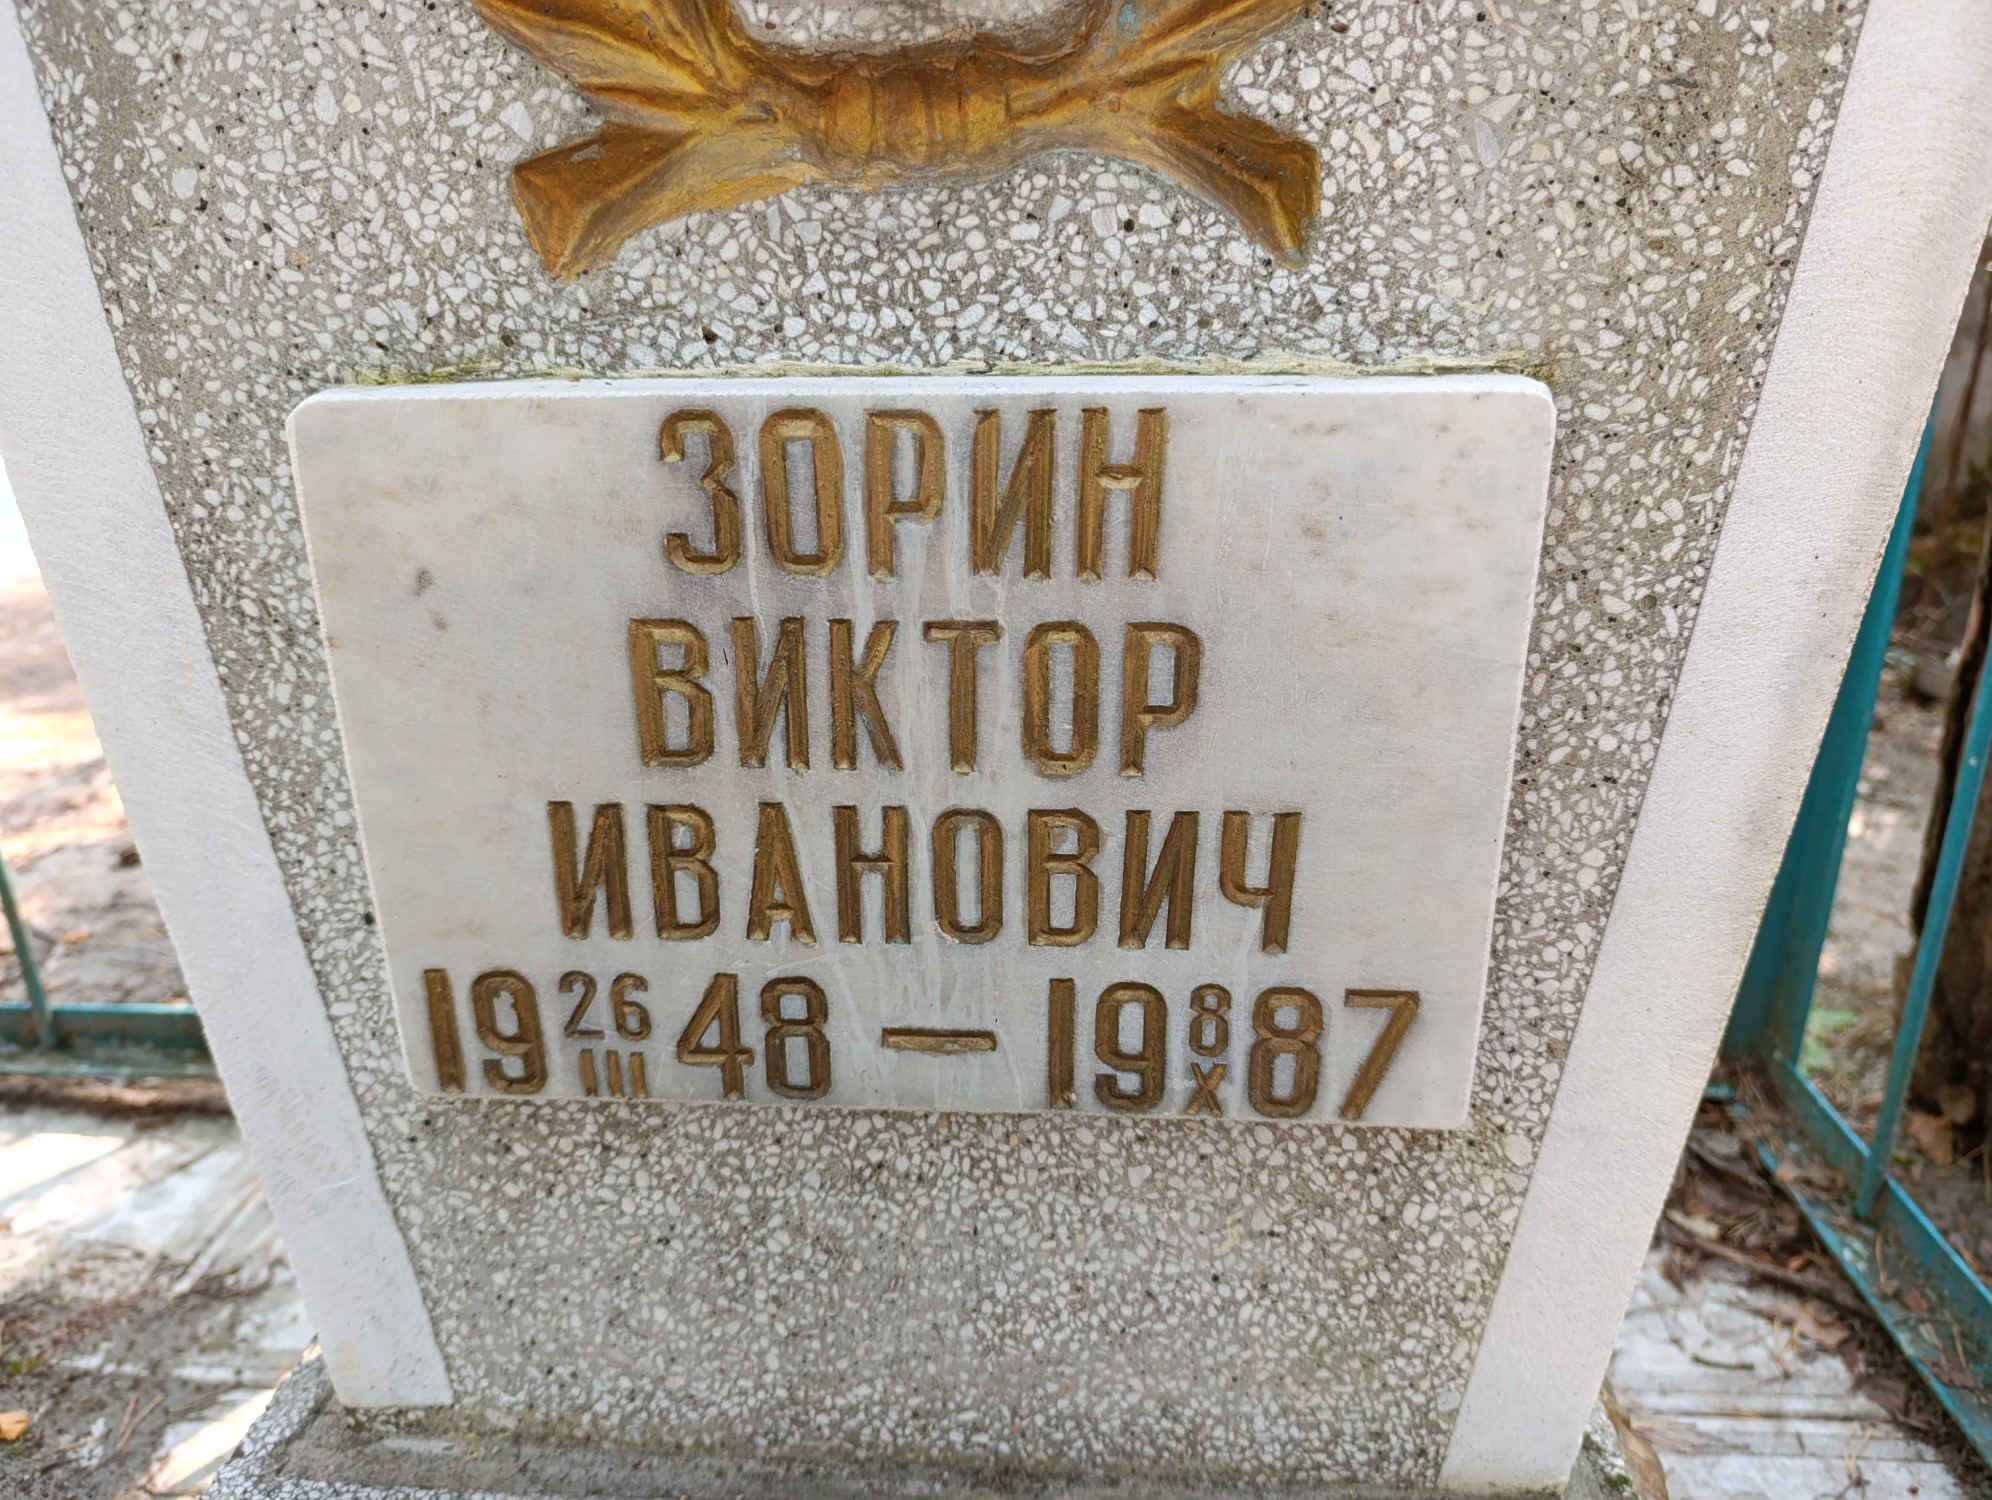 ЗОРИН
ВИКТОР
ИВАНОВИЧ
19 26/III 48 — 19 8/X 87